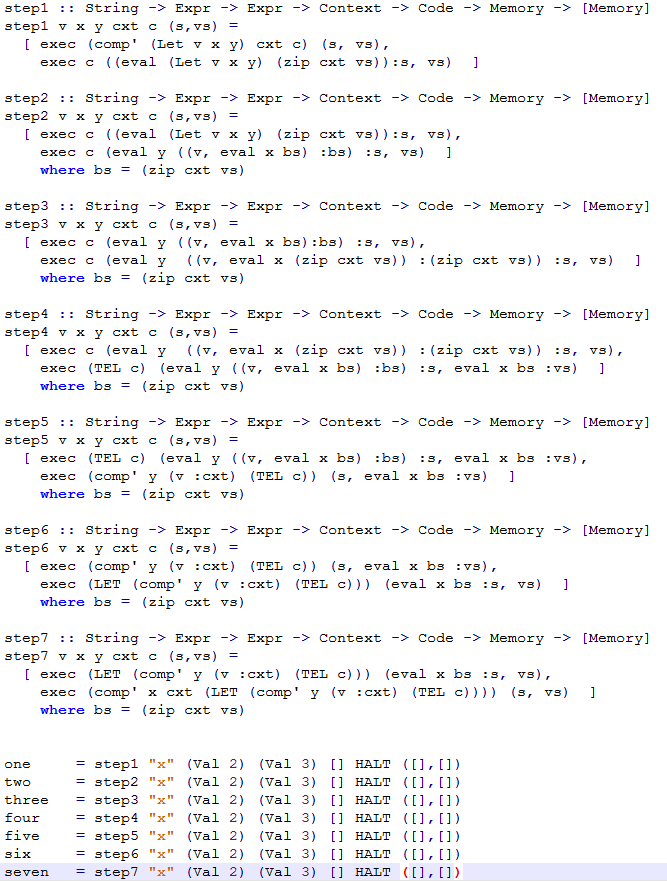 step1 :: String -> Expr -> Expr -> Context -> Code -> Memory -> [Memory]
step1 v x y cxt c (s,vs) =
  [ exec (comp' (Let v x y) cxt c) (s, vs),
    exec c ((eval (Let v x y) (zip cxt vs)):s, vs)  ]

step2 :: String -> Expr -> Expr -> Context -> Code -> Memory -> [Memory]
step2 v x y cxt c (s,vs) =
  [ exec c ((eval (Let v x y) (zip cxt vs)):s, vs),
    exec c (eval y ((v, eval x bs) :bs) :s, vs)  ]
    where bs = (zip cxt vs)

step3 :: String -> Expr -> Expr -> Context -> Code -> Memory -> [Memory]
step3 v x y cxt c (s,vs) =
  [ exec c (eval y ((v, eval x bs):bs) :s, vs),
    exec c (eval y  ((v, eval x (zip cxt vs)) :(zip cxt vs)) :s, vs)  ]
    where bs = (zip cxt vs)

step4 :: String -> Expr -> Expr -> Context -> Code -> Memory -> [Memory]
step4 v x y cxt c (s,vs) =
  [ exec c (eval y  ((v, eval x (zip cxt vs)) :(zip cxt vs)) :s, vs),
    exec (TEL c) (eval y ((v, eval x bs) :bs) :s, eval x bs :vs)  ]
    where bs = (zip cxt vs)

step5 :: String -> Expr -> Expr -> Context -> Code -> Memory -> [Memory]
step5 v x y cxt c (s,vs) =
  [ exec (TEL c) (eval y ((v, eval x bs) :bs) :s, eval x bs :vs),
    exec (comp' y (v :cxt) (TEL c)) (s, eval x bs :vs)  ]
    where bs = (zip cxt vs)

step6 :: String -> Expr -> Expr -> Context -> Code -> Memory -> [Memory]
step6 v x y cxt c (s,vs) =
  [ exec (comp' y (v :cxt) (TEL c)) (s, eval x bs :vs),
    exec (LET (comp' y (v :cxt) (TEL c))) (eval x bs :s, vs)  ]
    where bs = (zip cxt vs)

step7 :: String -> Expr -> Expr -> Context -> Code -> Memory -> [Memory]
step7 v x y cxt c (s,vs) =
  [ exec (LET (comp' y (v :cxt) (TEL c))) (eval x bs :s, vs),
    exec (comp' x cxt (LET (comp' y (v :cxt) (TEL c)))) (s, vs)  ]
    where bs = (zip cxt vs)

one     = step1 "x" (Val 2) (Val 3) [] HALT ([],[])
two     = step2 "x" (Val 2) (Val 3) [] HALT ([],[])
three   = step3 "x" (Val 2) (Val 3) [] HALT ([],[])
four    = step4 "x" (Val 2) (Val 3) [] HALT ([],[])
five    = step5 "x" (Val 2) (Val 3) [] HALT ([],[])
six     = step6 "x" (Val 2) (Val 3) [] HALT ([],[])
seven   = step7 "x" (Val 2) (Val 3) [] HALT ([],[])